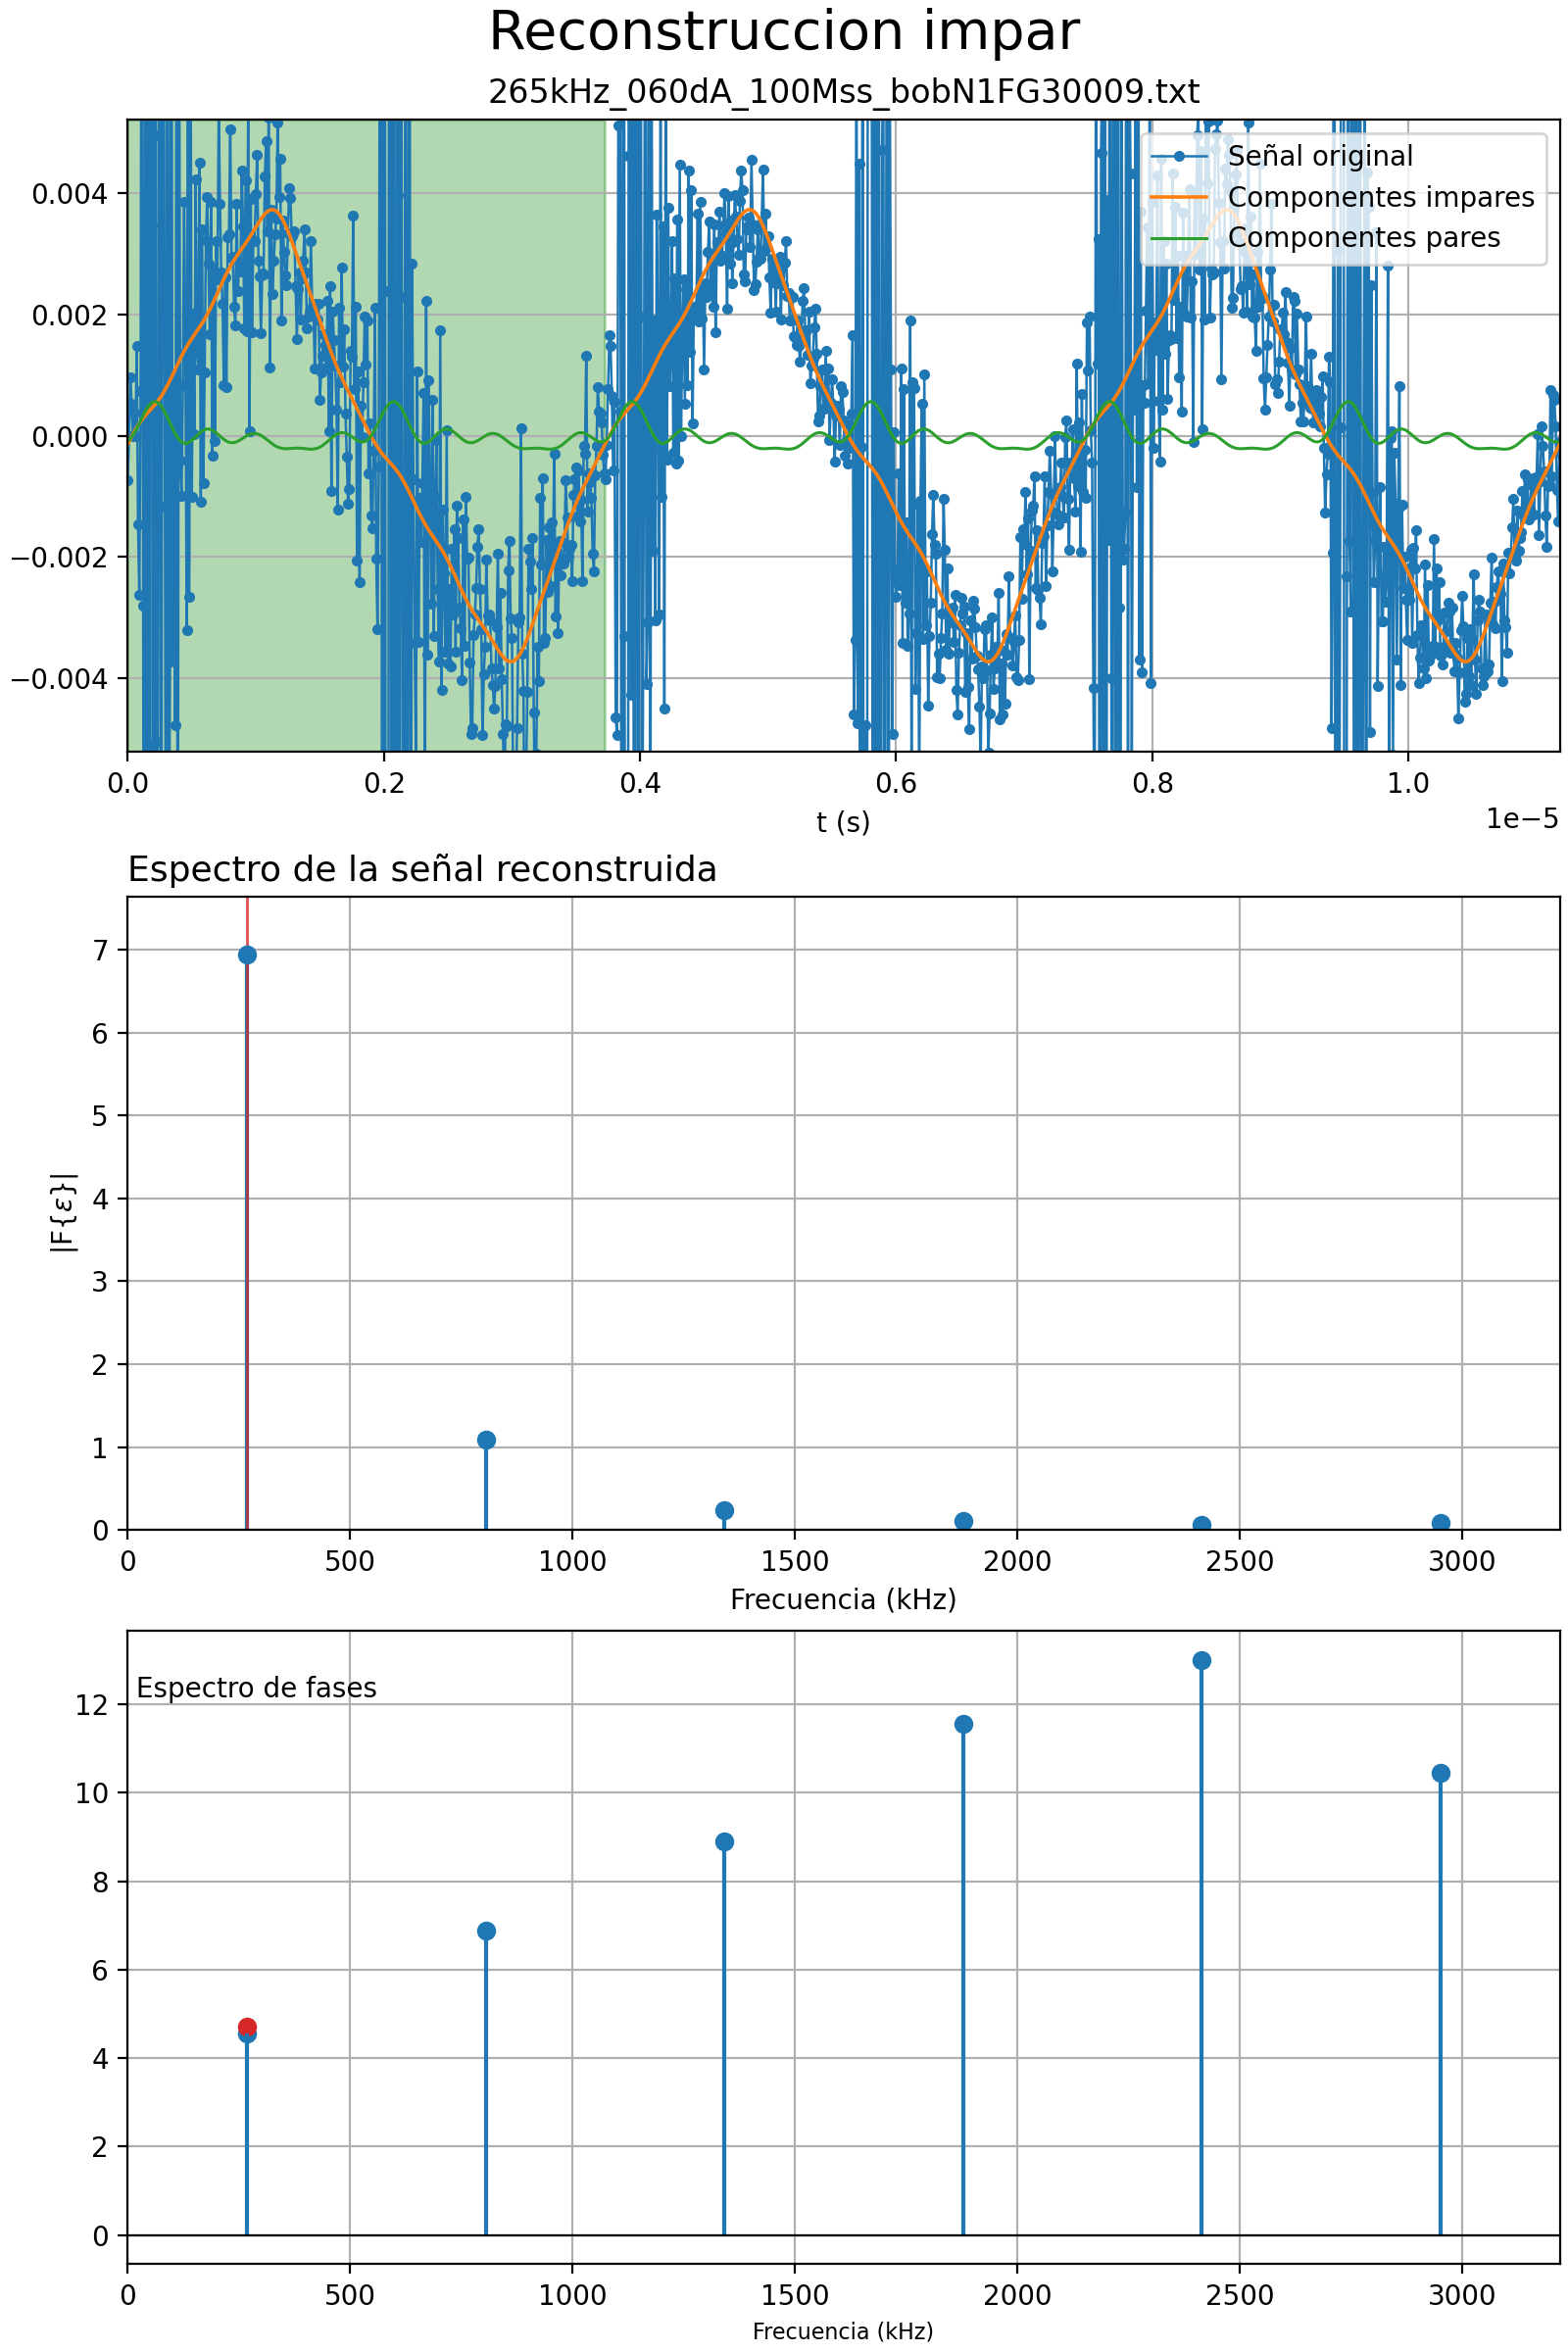 Reconstruccion impar
265kHz_060dA_100Mss_bobN1FG30009.txt
Señal original
Componentes impares
Componentes pares
0.004
0.002
0.000
−0.002
−0.004
0.0 0.2 0.4 0.6 0.8 1.0
t (s)
1e−5
Espectro de la señal reconstruida
|F{ε}|
7
6
5
4
3
2
1
0
0 500 1000 1500 2000 2500 3000
Frecuencia (kHz)
Espectro de fases
12
10
8
6
4
2
0
0 500 1000 1500 2000 2500 3000
Frecuencia (kHz)